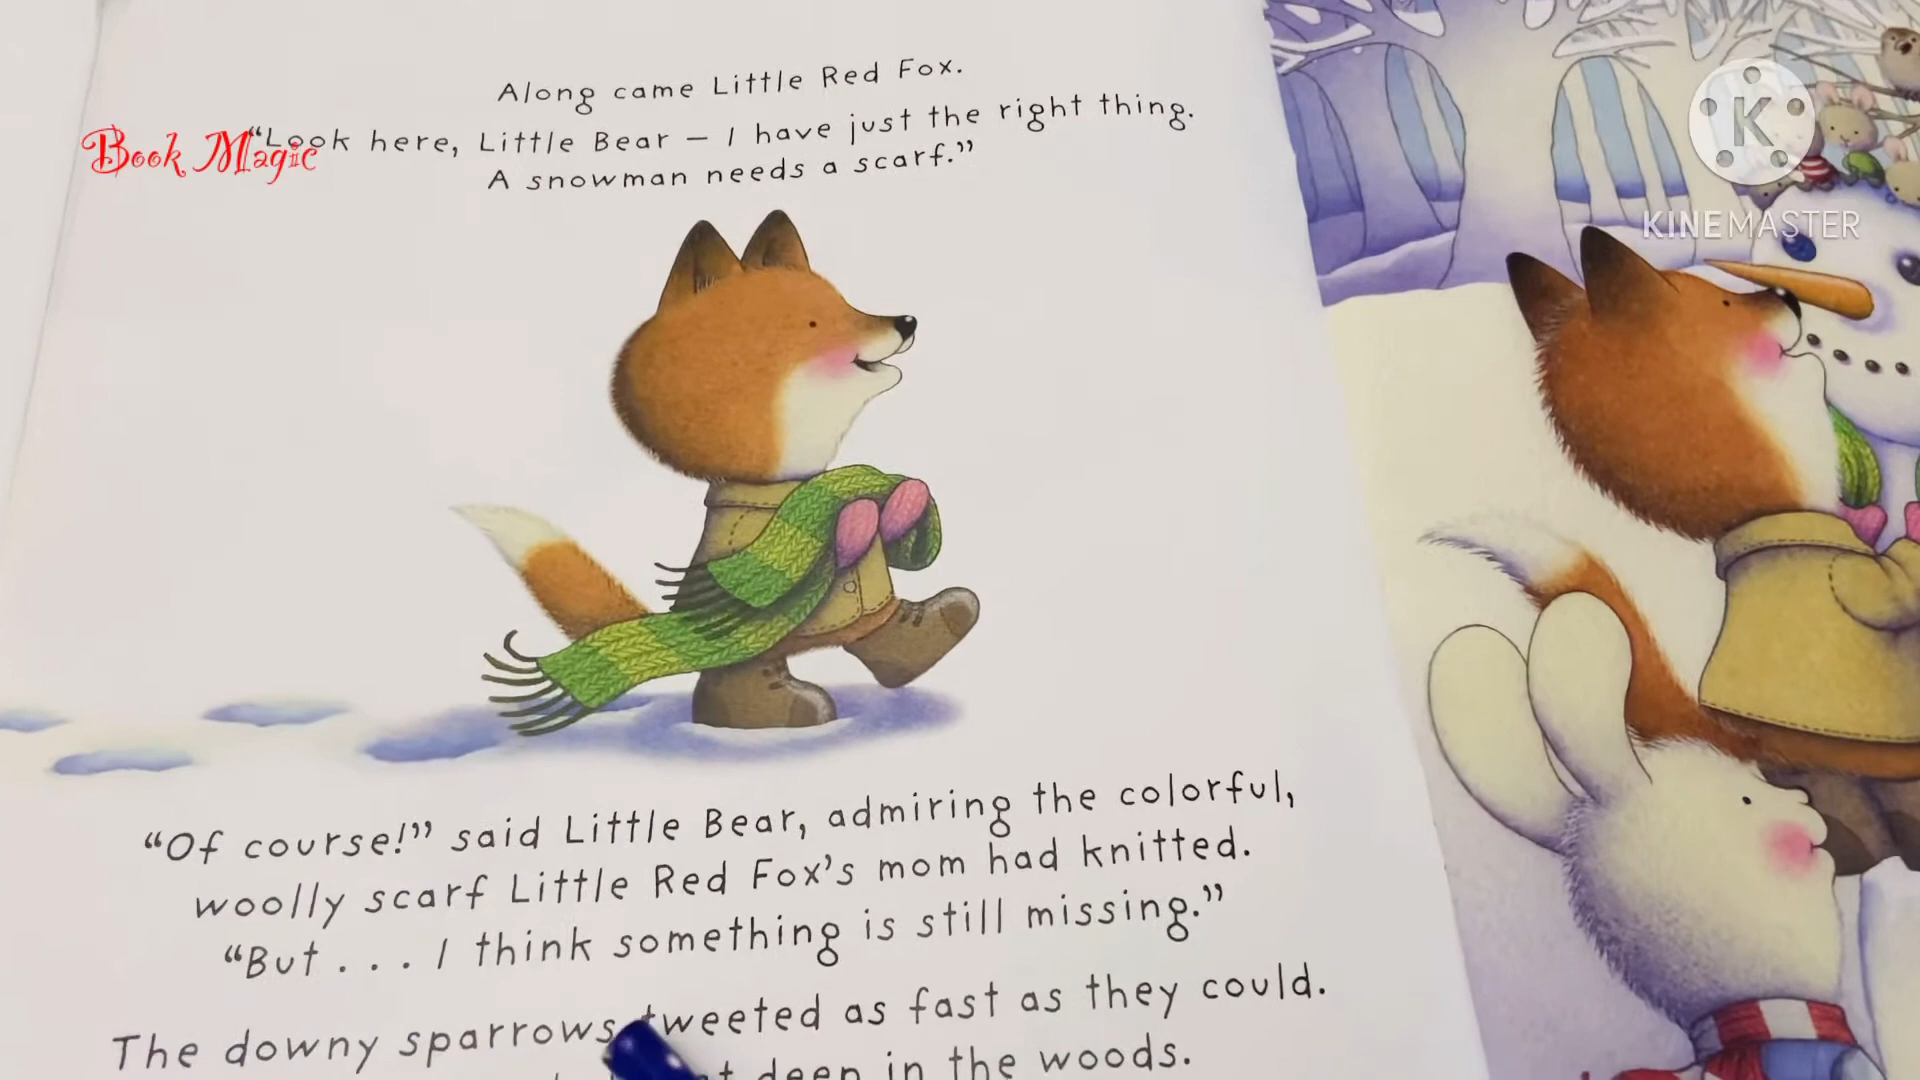 Along came Little Red Fox.
"Look here, Little Bear — I have just the right thing.
A snowman needs a scarf."
Book Magic
KINEMASTER
"Of course!" said Little Bear, admiring the colorful,
woolly scarf Little Red Fox's mom had knitted.
"But . . . I think something is still missing."
The downy sparrows tweeted as fast as they could.
deep in the woods.